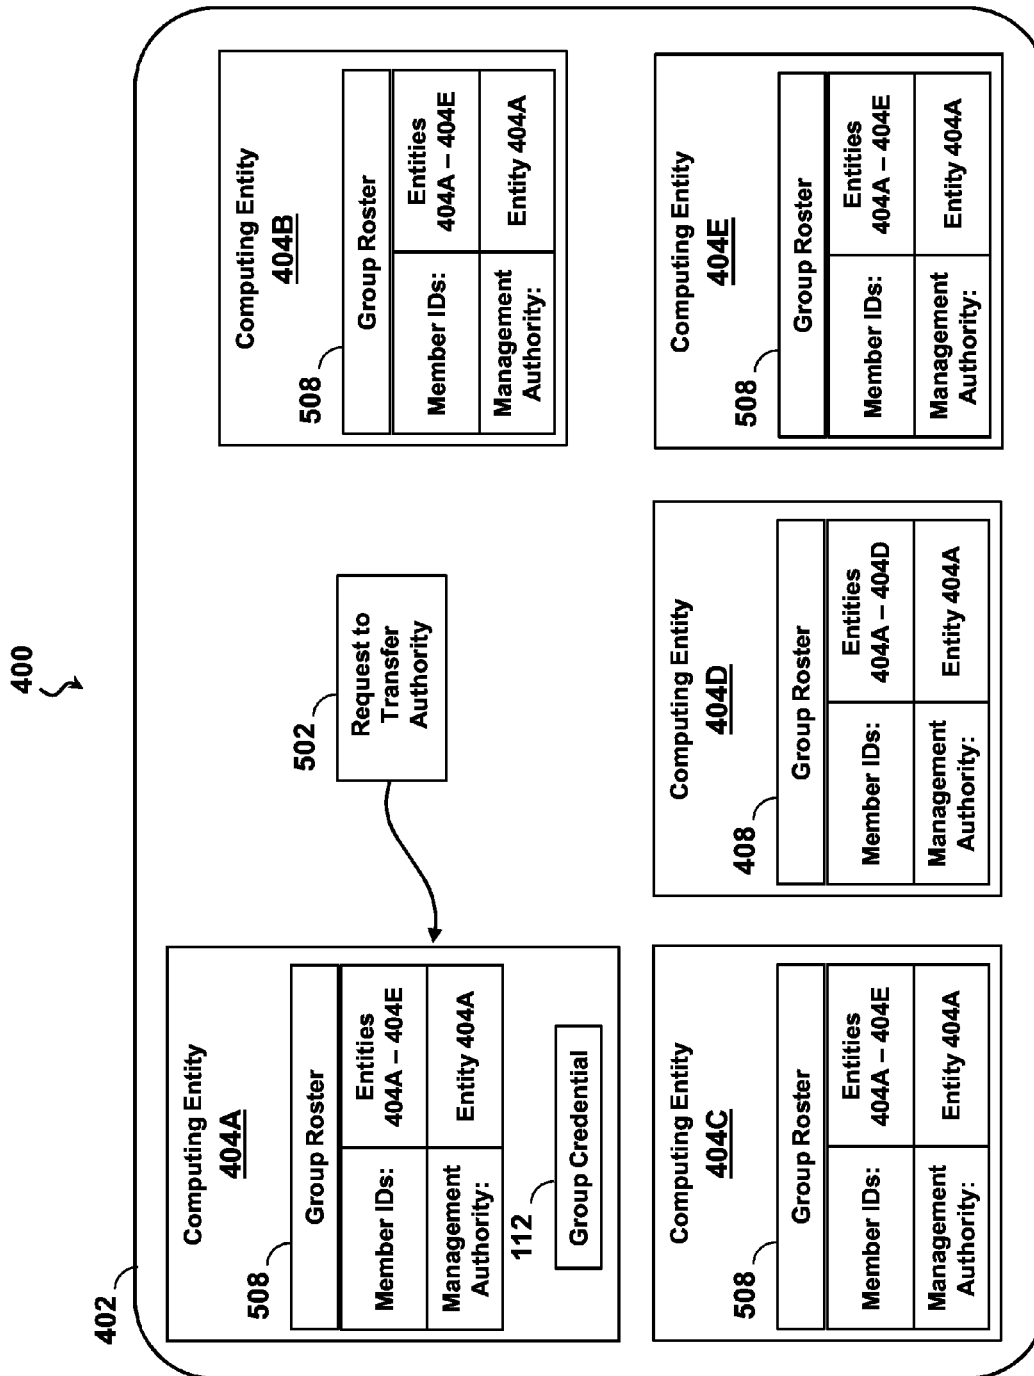 400
402
Computing Entity
404A
508
Group Roster
Member IDs:
Entities
404A – 404E
Management
Authority:
Entity 404A
112
Group Credential
502
Request to
Transfer
Authority
Computing Entity
404B
508
Group Roster
Member IDs:
Entities
404A – 404E
Management
Authority:
Entity 404A
Computing Entity
404C
508
Group Roster
Member IDs:
Entities
404A – 404E
Management
Authority:
Entity 404A
Computing Entity
404D
408
Group Roster
Member IDs:
Entities
404A – 404D
Management
Authority:
Entity 404A
Computing Entity
404E
508
Group Roster
Member IDs:
Entities
404A – 404E
Management
Authority:
Entity 404A